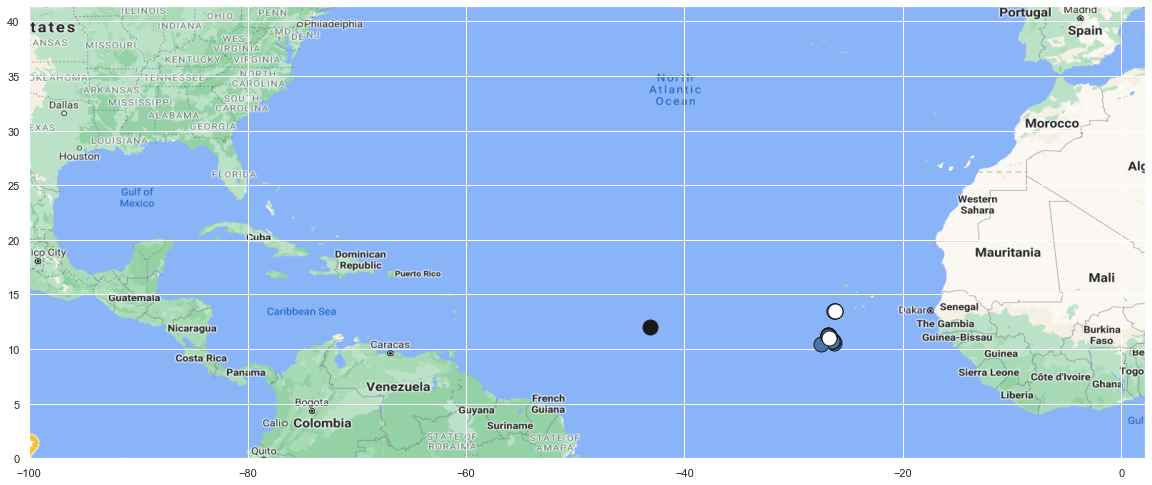 40
35
30
25
20
15
10
5
0
−100
−80
−60
−40
−20
0
tates
ILLINOIS
OHIO
PENN
Philadelphia
INDIANA
MD
DE
NJ
ANSAS
MISSOURI
WEST
VIRGINIA
KENTUCKY
VIRGINIA
OKLAHOMA
TENNESSEE
NORTH
CAROLINA
ARKANSAS
MISSISSIPPI
SOUTH
CAROLINA
Dallas
ALABAMA
GEORGIA
EXAS
LOUISIANA
Houston
FLORIDA
Gulf of
Mexico
Cuba
ico City
Dominican
Republic
Puerto Rico
Guatemala
Caribbean Sea
Nicaragua
Costa Rica
Panama
Caracas
Venezuela
Bogota
Cali
Colombia
Guyana
French
Guiana
Suriname
STATE OF
RORAIMA
STATE OF
AMAPA
Quito
North
Atlantic
Ocean
Portugal
Madrid
Spain
Morocco
Alg
Western
Sahara
Mauritania
Mali
Dakar
Senegal
The Gambia
Guinea-Bissau
Burkina
Faso
Guinea
Be
Sierra Leone
Côte d'Ivoire
Togo
Ghana
Liberia
Gul